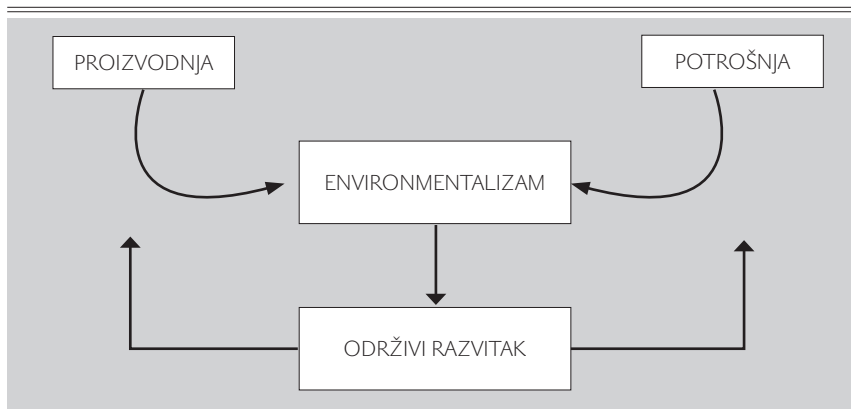 PROIZVODNJA
POTROŠNJA
ENVIRONMENTALIZAM
ODRŽIVI RAZVITAK